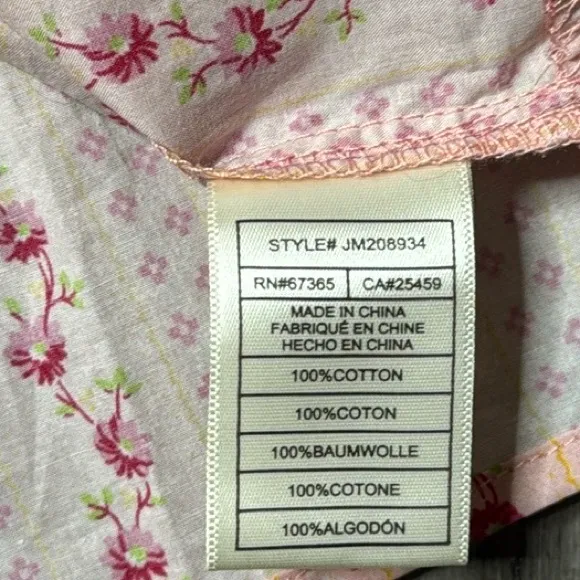 STYLE# JM208934
RN#67365 CA#25459
MADE IN CHINA
FABRIQUÉ EN CHINE
HECHO EN CHINA
100%COTTON
100%COTON
100%BAUMWOLLE
100%COTONE
100%ALGODÓN